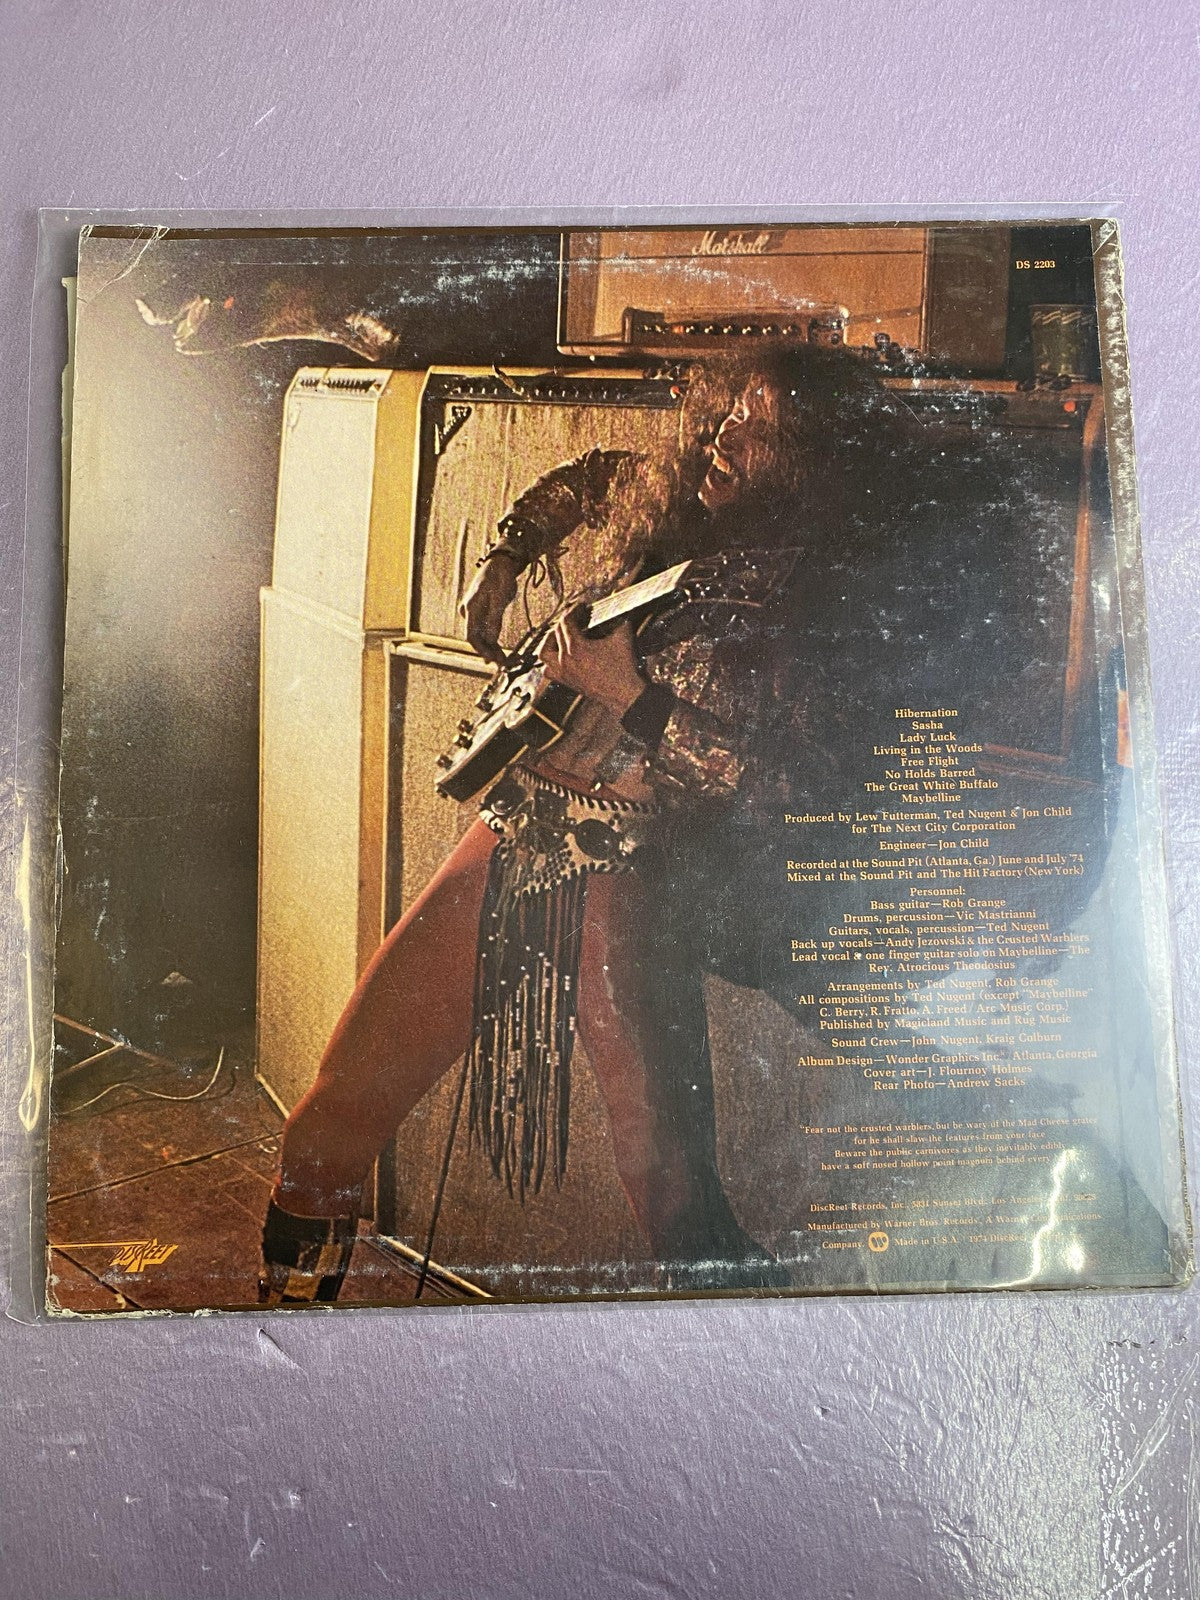 Marshall
DS 2203
Hibernation
Sasha
Lady Luck
Living in the Woods
Free Flight
No Holds Barred
The Great White Buffalo
Maybelline
Produced by Lew Futterman, Ted Nugent & Jon Child
for The Next City Corporation
Engineer—Jon Child
Recorded at the Sound Pit (Atlanta, Ga.) June and July '74
Mixed at the Sound Pit and The Hit Factory (New York)
Personnel:
Bass guitar—Rob Grange
Drums, percussion—Vic Mastrianni
Guitars, vocals, percussion—Ted Nugent
Back up vocals—Andy Jezowski & the Crusted Warblers
Lead vocal & one finger guitar solo on Maybelline—The
Rev. Atrocious Theodosius
Arrangements by Ted Nugent, Rob Grange
All compositions by Ted Nugent (except "Maybelline"
C. Berry, R. Fratto, A. Freed / Arc Music Corp.)
Published by Magicland Music and Rug Music
Sound Crew—John Nugent, Kraig Colburn
Album Design—Wonder Graphics Inc., Atlanta, Georgia
Cover art—J. Flournoy Holmes
Rear Photo—Andrew Sacks
"Fear not the crusted warblers, but be wary of the Mad Cheese grater
for he shall slaw the features from your face
Beware the public carnivores as they inevitably edibly
have a soft nosed hollow point magnum behind every
DiscReet Records, Inc., 5831 Sunset Blvd., Los Angeles
Manufactured by Warner Bros. Records, A Warner Communications
Company. W Made in U.S.A. 1974 DiscReet
DISCREET